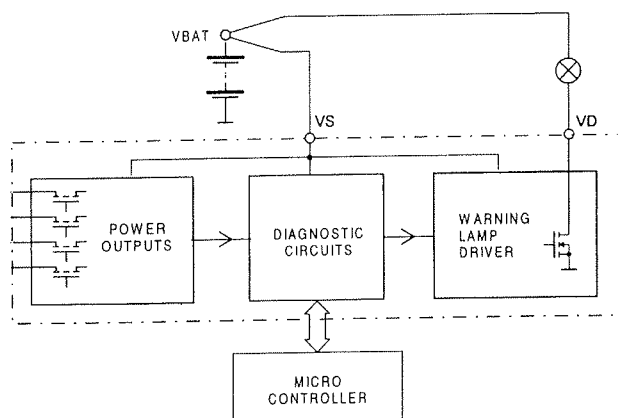 VBAT
VS
VD
POWER
OUTPUTS
DIAGNOSTIC
CIRCUITS
WARNING
LAMP
DRIVER
MICRO
CONTROLLER